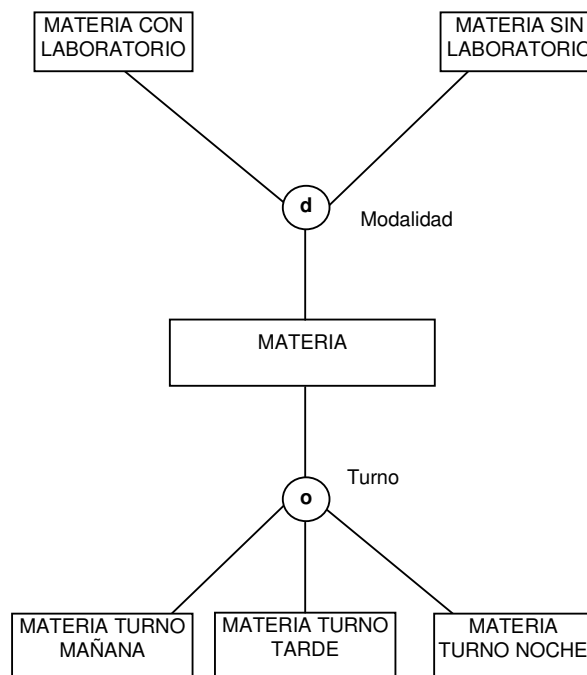 MATERIA CON
LABORATORIO
MATERIA SIN
LABORATORIO
d
Modalidad
MATERIA
Turno
o
MATERIA TURNO
MAÑANA
MATERIA TURNO
TARDE
MATERIA
TURNO NOCHE